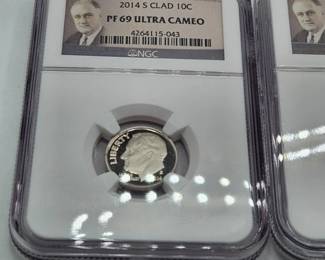 2014 S CLAD 10C
PF 69 ULTRA CAMEO
4264115-043
NGC
LIBERTY